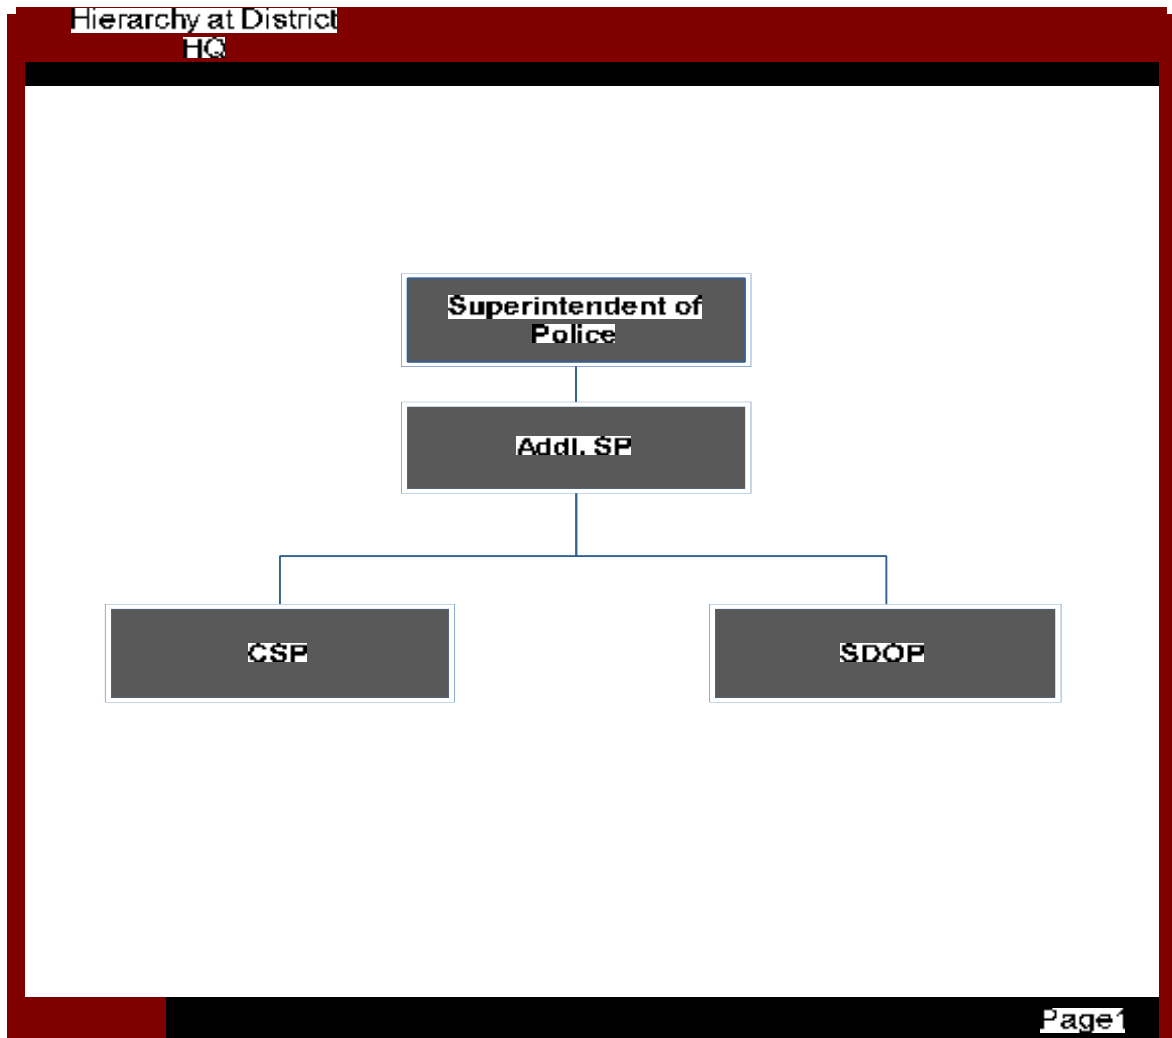 Hierarchy at District
HQ
Superintendent of
Police
Addl. SP
CSP
SDOP
Page1